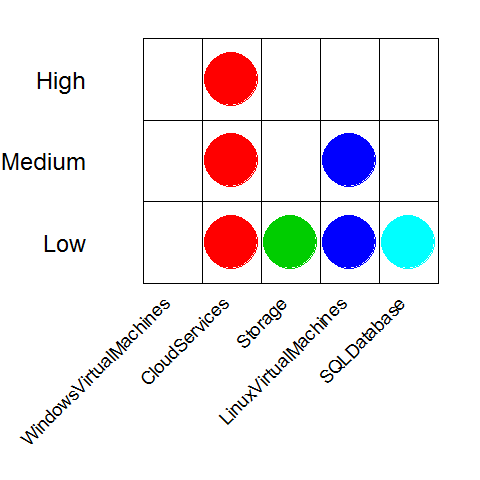 High
Medium
Low
WindowsVirtualMachines
CloudServices
Storage
LinuxVirtualMachines
SQLDatabase